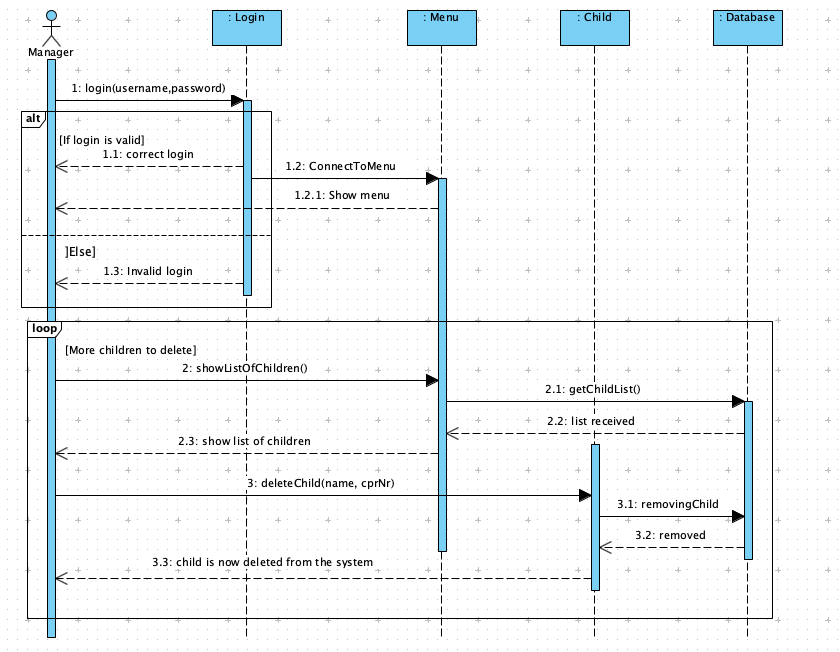 : Login
: Menu
: Child
: Database
Manager
1: login(username,password)
alt
[If login is valid]
1.1: correct login
1.2: ConnectToMenu
1.2.1: Show menu
]Else]
1.3: Invalid login
loop
[More children to delete]
2: showListOfChildren()
2.1: getChildList()
2.2: list received
2.3: show list of children
3: deleteChild(name, cprNr)
3.1: removingChild
3.2: removed
3.3: child is now deleted from the system